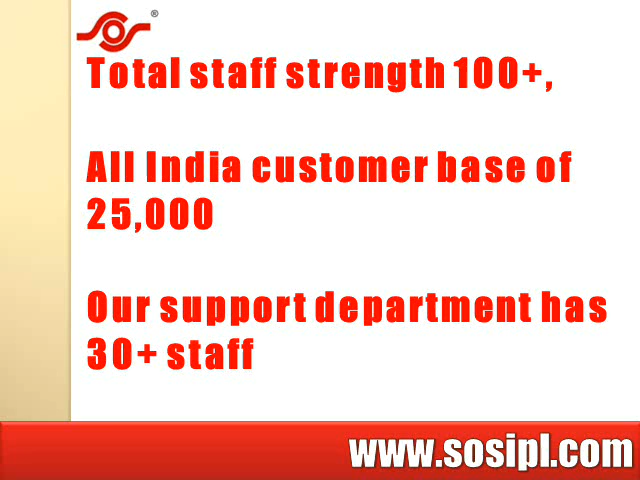 SOS ®
Total staff strength 100+,
All India customer base of
25,000
Our support department has
30+ staff
www.sosipl.com